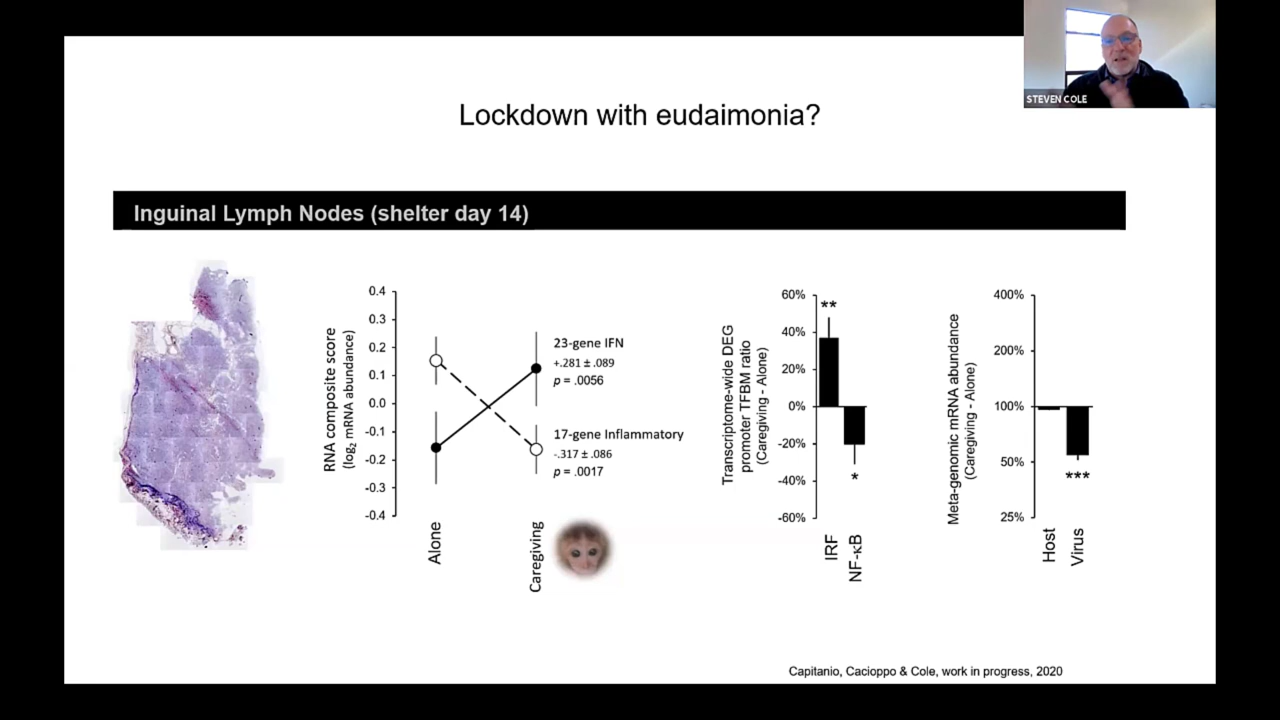 STEVEN COLE
Lockdown with eudaimonia?
Inguinal Lymph Nodes (shelter day 14)
RNA composite score
(log₂ mRNA abundance)
0.4
0.3
0.2
0.1
0.0
-0.1
-0.2
-0.3
-0.4
Alone
Caregiving
23-gene IFN
+.281 ± .089
p = .0056
17-gene Inflammatory
-.317 ± .086
p = .0017
Transcriptome-wide DEG
promoter TFBM ratio
(Caregiving - Alone)
60%
40%
20%
0%
-20%
-40%
-60%
**
*
IRF
NF-κB
Meta-genomic mRNA abundance
(Caregiving - Alone)
400%
200%
100%
50%
25%
***
Host
Virus
Capitanio, Cacioppo & Cole, work in progress, 2020